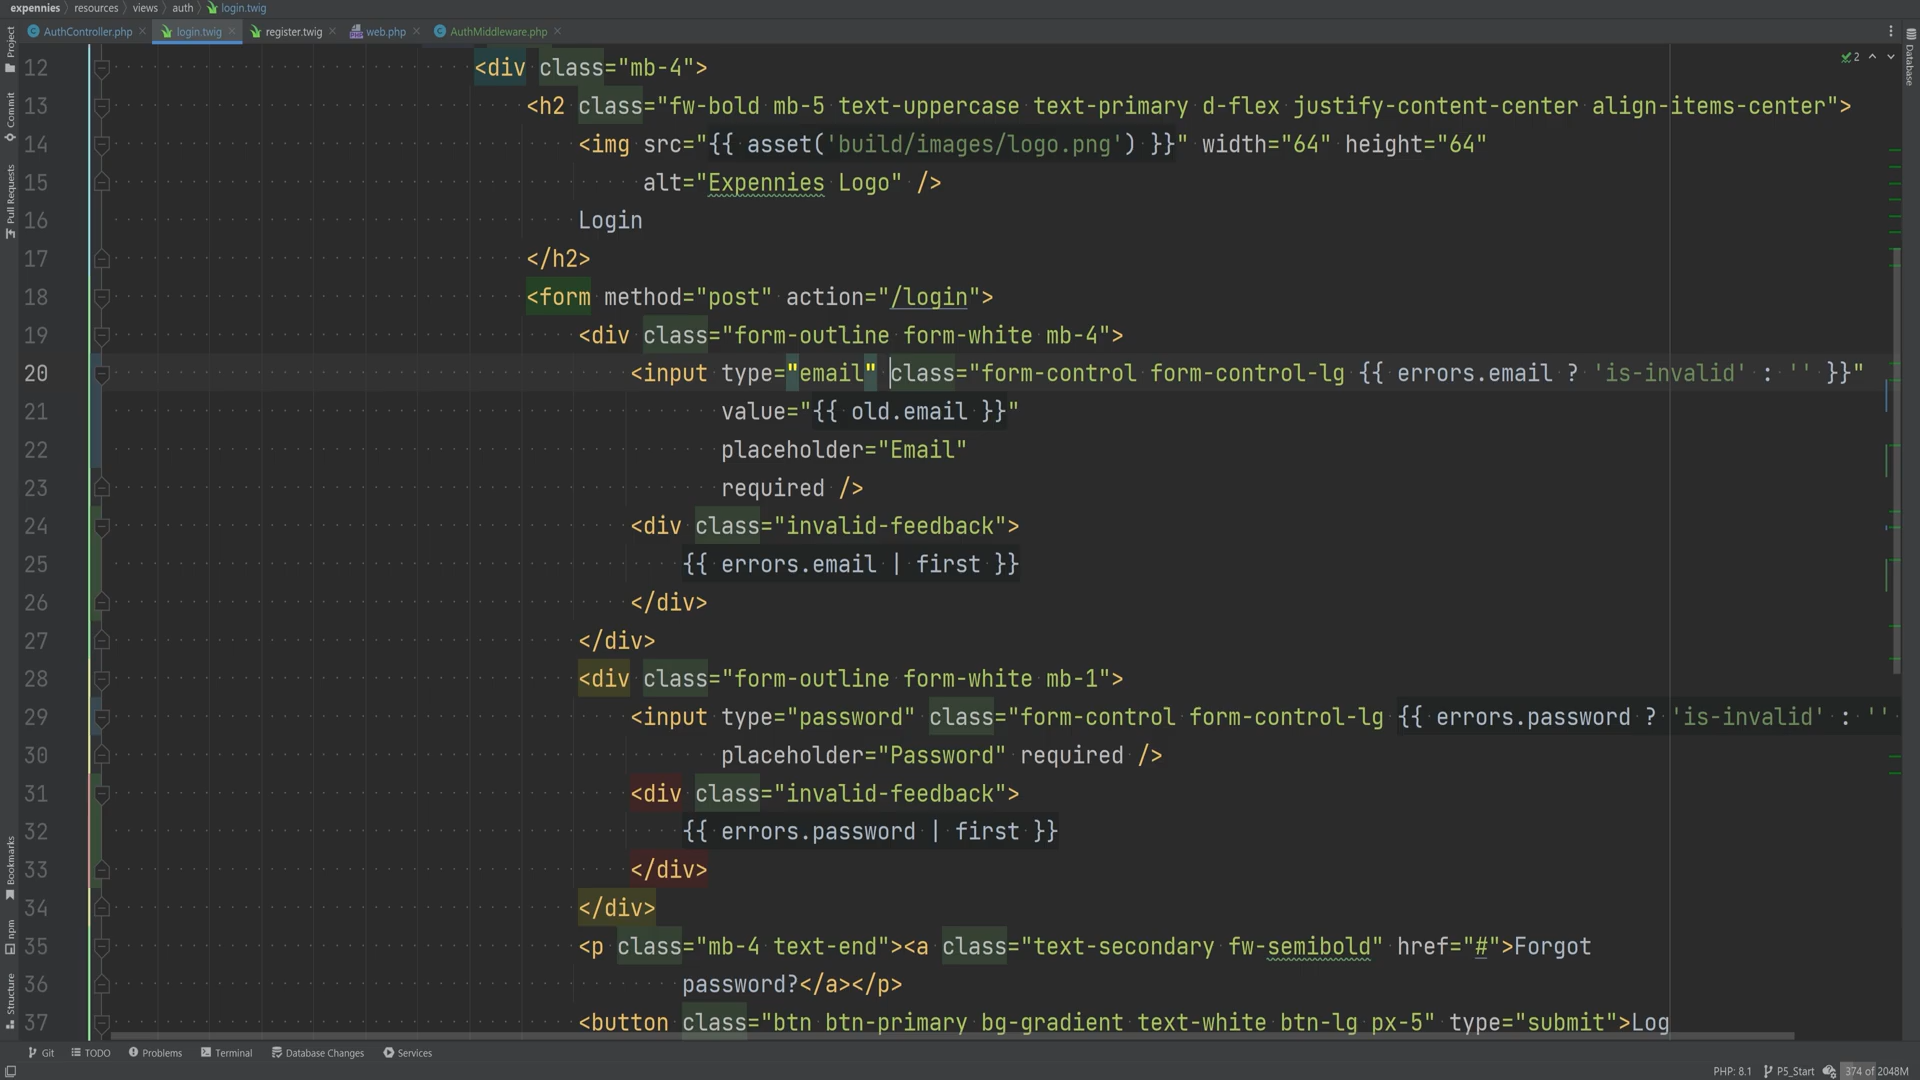 expennies resources views auth login.twig
AuthController.php login.twig register.twig web.php AuthMiddleware.php
Project
Commit
Pull Requests
Bookmarks
npm
Structure
Database
2
12 <div class="mb-4">
13 <h2 class="fw-bold mb-5 text-uppercase text-primary d-flex justify-content-center align-items-center">
14 <img src="{{ asset('build/images/logo.png') }}" width="64" height="64"
15 alt="Expennies Logo" />
16 Login
17 </h2>
18 <form method="post" action="/login">
19 <div class="form-outline form-white mb-4">
20 <input type="email" class="form-control form-control-lg {{ errors.email ? 'is-invalid' : '' }}"
21 value="{{ old.email }}"
22 placeholder="Email"
23 required />
24 <div class="invalid-feedback">
25 {{ errors.email | first }}
26 </div>
27 </div>
28 <div class="form-outline form-white mb-1">
29 <input type="password" class="form-control form-control-lg {{ errors.password ? 'is-invalid' : ''
30 placeholder="Password" required />
31 <div class="invalid-feedback">
32 {{ errors.password | first }}
33 </div>
34 </div>
35 <p class="mb-4 text-end"><a class="text-secondary fw-semibold" href="#">Forgot
36 password?</a></p>
37 <button class="btn btn-primary bg-gradient text-white btn-lg px-5" type="submit">Log
Git TODO Problems Terminal Database Changes Services
PHP: 8.1 P5_Start 374 of 2048M